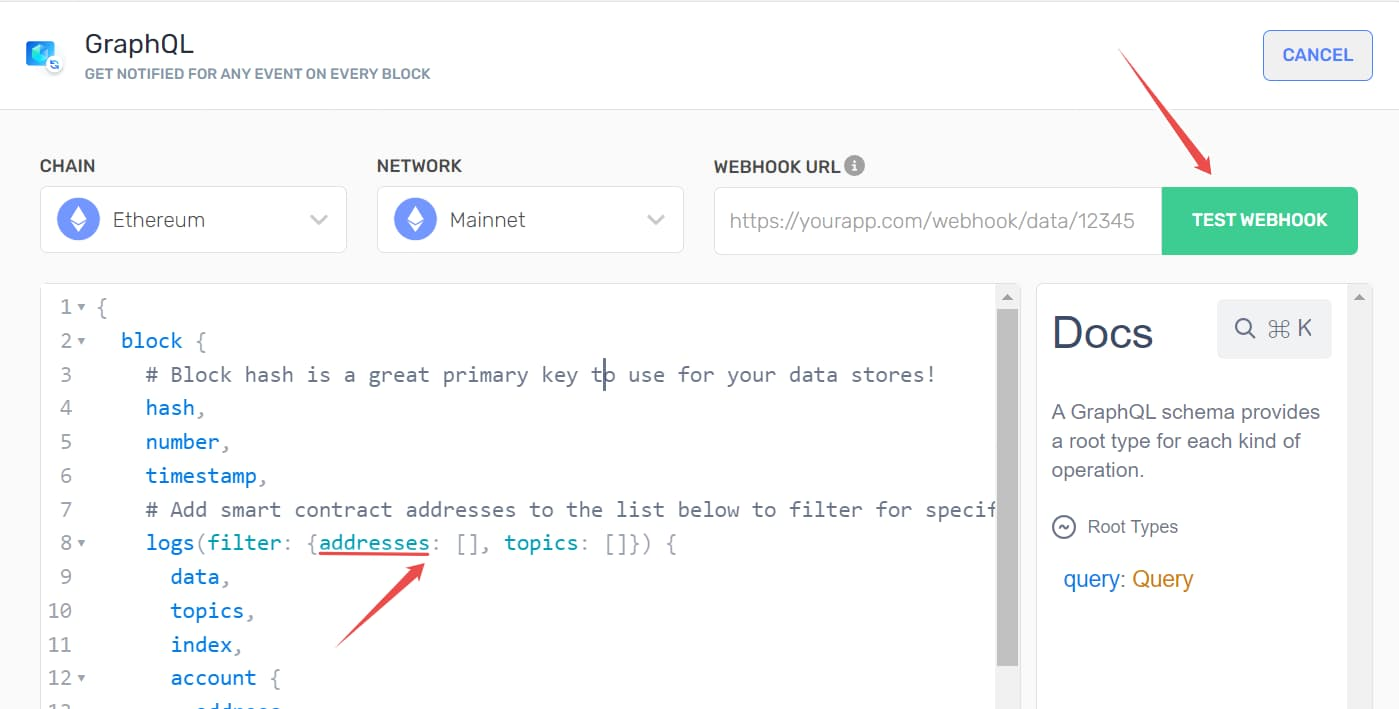 GraphQL
GET NOTIFIED FOR ANY EVENT ON EVERY BLOCK
CANCEL
CHAIN
Ethereum
NETWORK
Mainnet
WEBHOOK URL
https://yourapp.com/webhook/data/12345
TEST WEBHOOK
1 {
2 block {
3 # Block hash is a great primary key to use for your data stores!
4 hash,
5 number,
6 timestamp,
7 # Add smart contract addresses to the list below to filter for specif
8 logs(filter: {addresses: [], topics: []}) {
9 data,
10 topics,
11 index,
12 account {
13 address
Docs
⌘ K
A GraphQL schema provides
a root type for each kind of
operation.
Root Types
query: Query